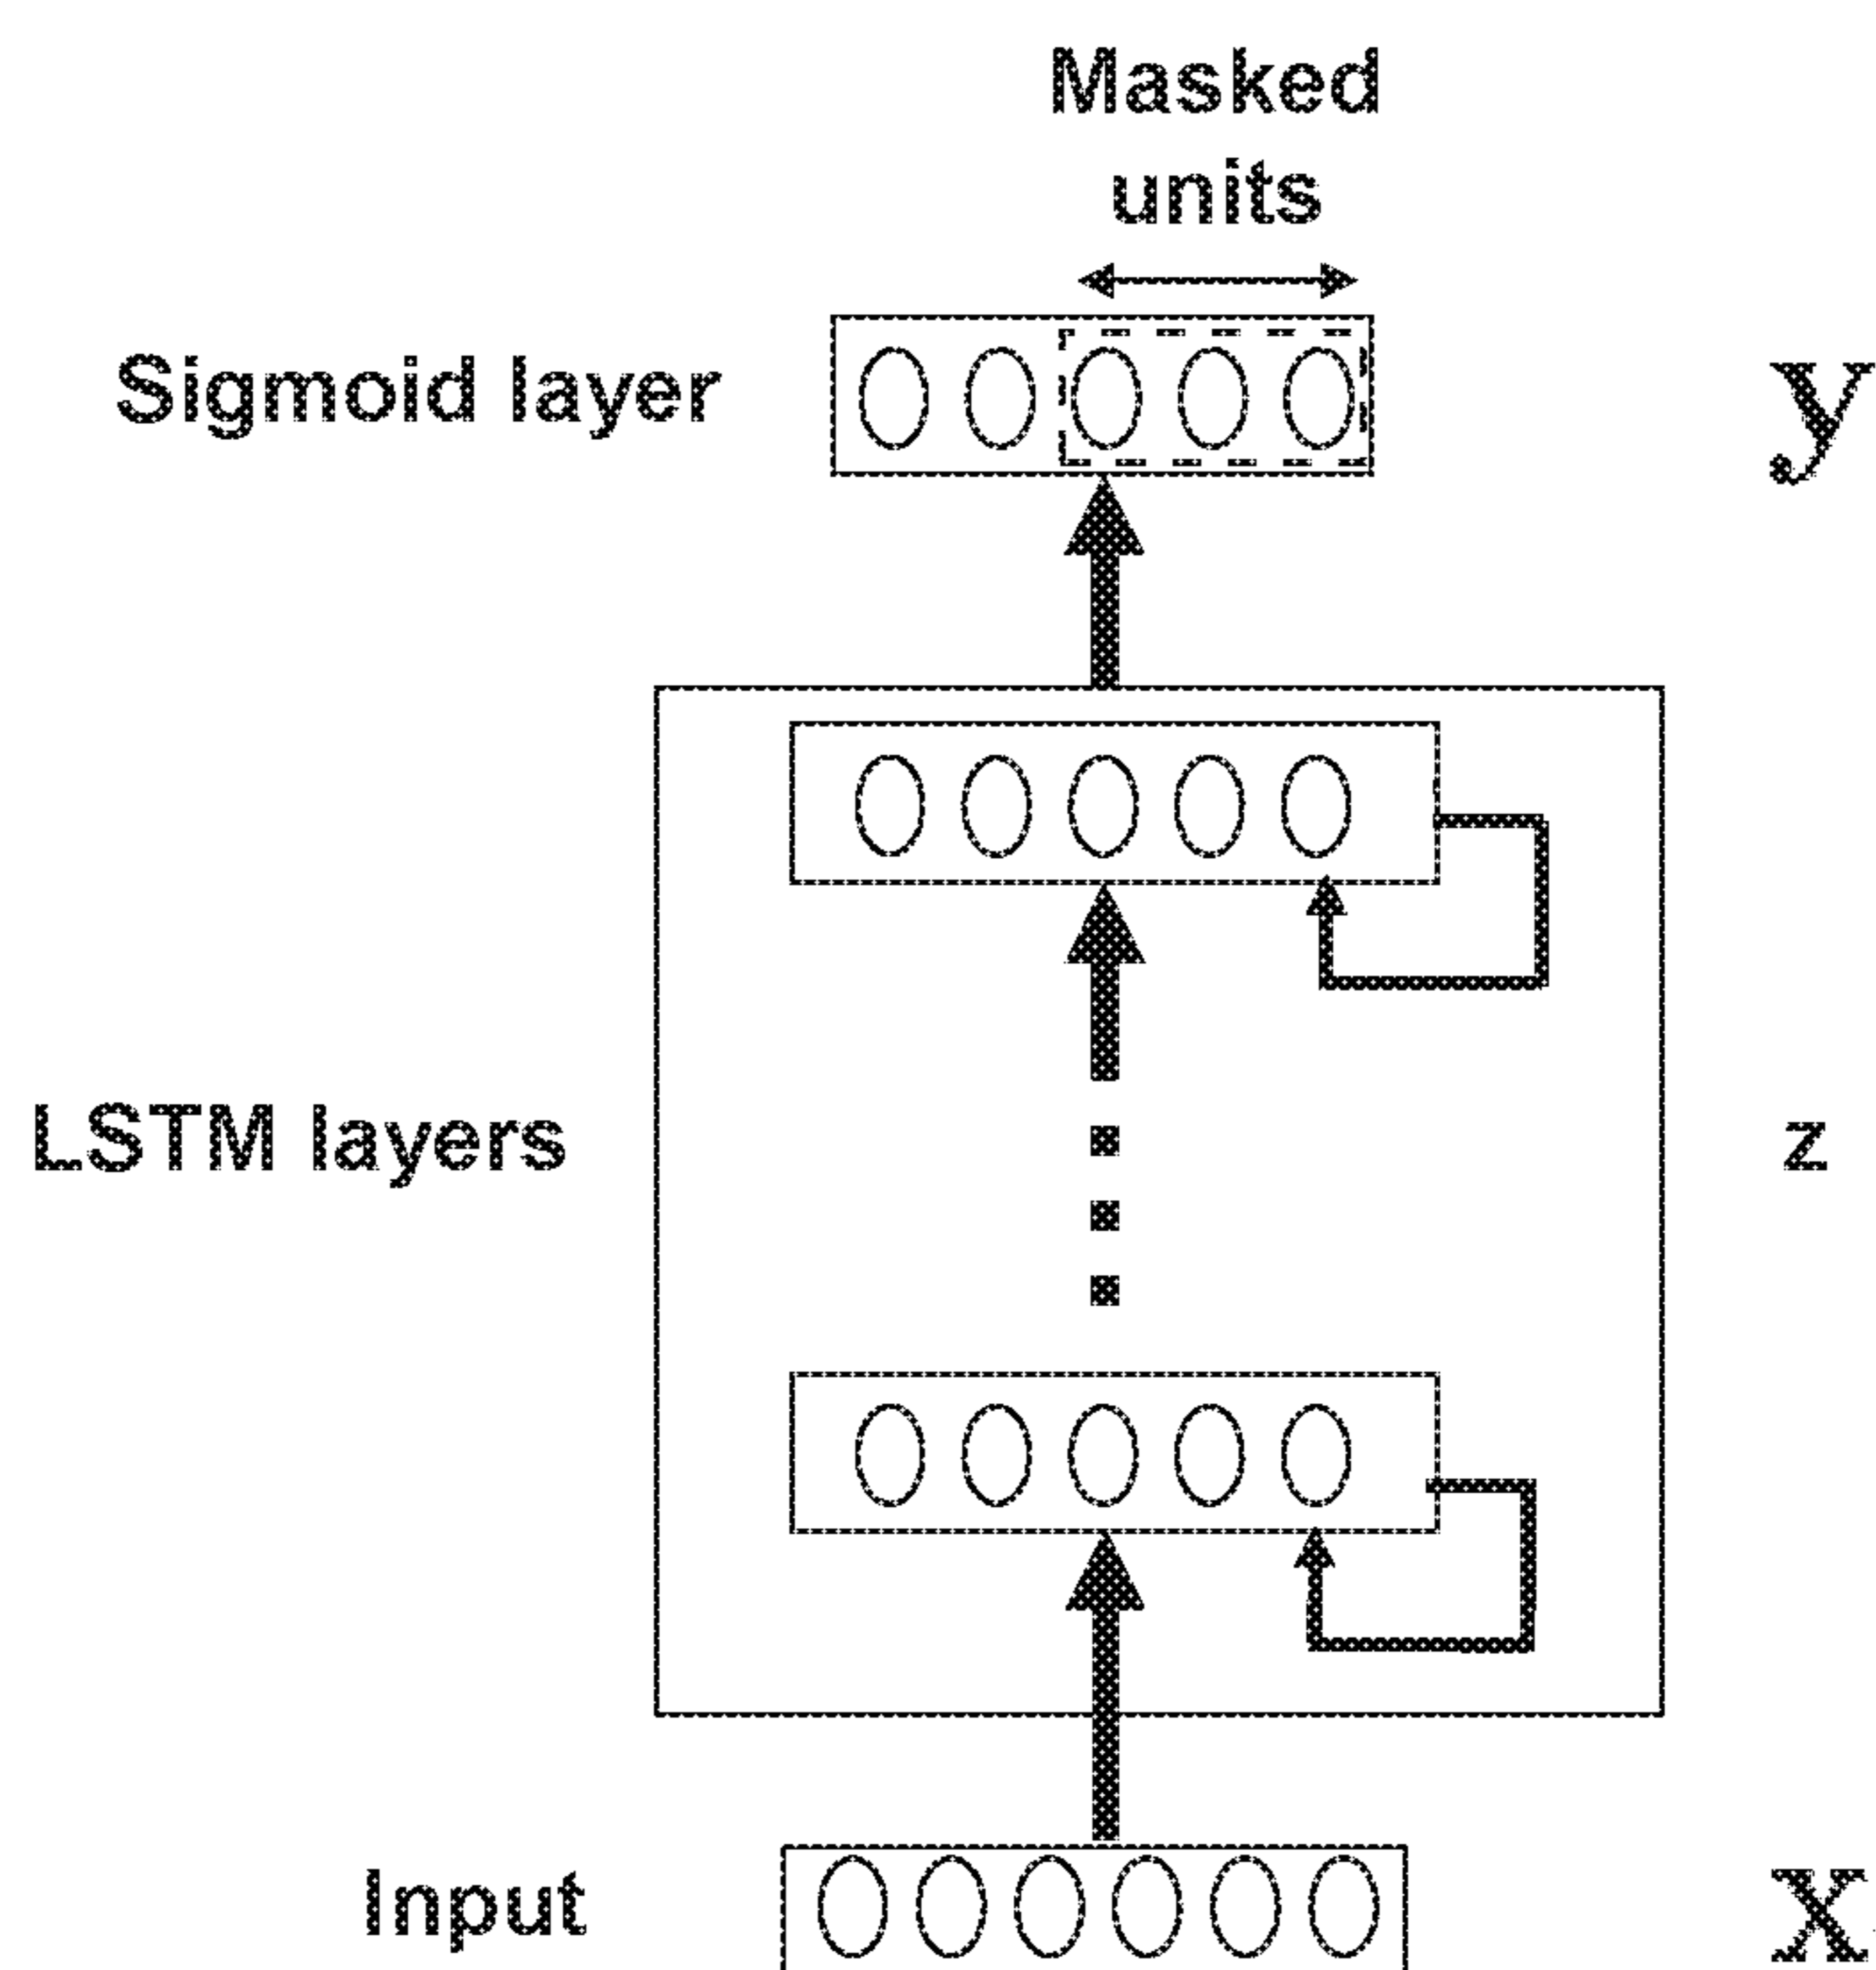 Masked
units
Sigmoid layer
y
LSTM layers
z
Input
x